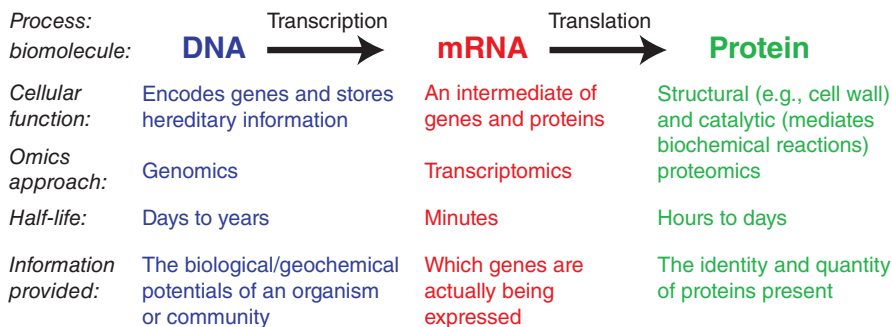 Process: Transcription Translation
biomolecule: DNA mRNA Protein
Cellular Encodes genes and stores An intermediate of Structural (e.g., cell wall)
function: hereditary information genes and proteins and catalytic (mediates
biochemical reactions)
Omics Genomics Transcriptomics proteomics
approach:
Half-life: Days to years Minutes Hours to days
Information The biological/geochemical Which genes are The identity and quantity
provided: potentials of an organism actually being of proteins present
or community expressed